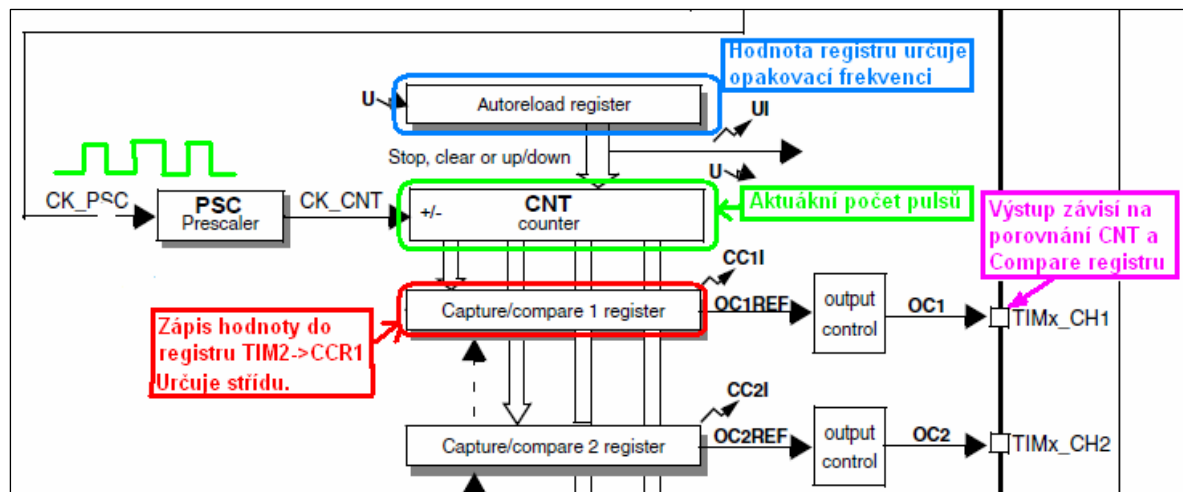 Hodnota registru určuje
opakovací frekvenci
U
Autoreload register
UI
Stop, clear or up/down
U
CK_PSC
PSC
Prescaler
CK_CNT
+/-
CNT
counter
Aktuákní počet pulsů
Výstup závisí na
porovnání CNT a
Compare registru
CC1I
Zápis hodnoty do
registru TIM2->CCR1
Určuje střídu.
Capture/compare 1 register
OC1REF
output
control
OC1
TIMx_CH1
CC2I
Capture/compare 2 register
OC2REF
output
control
OC2
TIMx_CH2